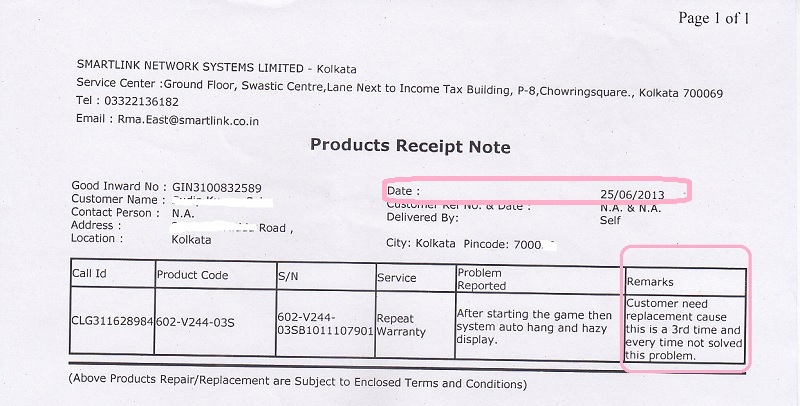 Page 1 of 1
SMARTLINK NETWORK SYSTEMS LIMITED - Kolkata
Service Center :Ground Floor, Swastic Centre,Lane Next to Income Tax Building, P-8,Chowringsquare., Kolkata 700069
Tel : 03322136182
Email : Rma.East@smartlink.co.in
Products Receipt Note
Good Inward No : GIN3100832589
Customer Name :
Contact Person : N.A.
Address : Road ,
Location : Kolkata
Date : 25/06/2013
Customer Ref No. & Date : N.A. & N.A.
Delivered By: Self
City: Kolkata Pincode: 7000
Call Id Product Code S/N Service Problem Reported Remarks
CLG311628984 602-V244-03S 602-V244-03SB1011107901 Repeat Warranty After starting the game then system auto hang and hazy display. Customer need replacement cause this is a 3rd time and every time not solved this problem.
(Above Products Repair/Replacement are Subject to Enclosed Terms and Conditions)